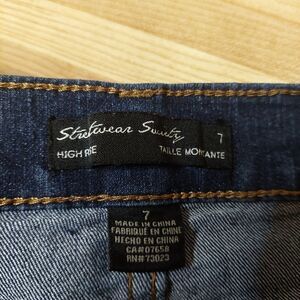 Streetwear Society 7
HIGH RISE TAILLE MONTANTE
7
MADE IN CHINA
FABRIQUÉ EN CHINE
HECHO EN CHINA
CA#07658
RN#73023